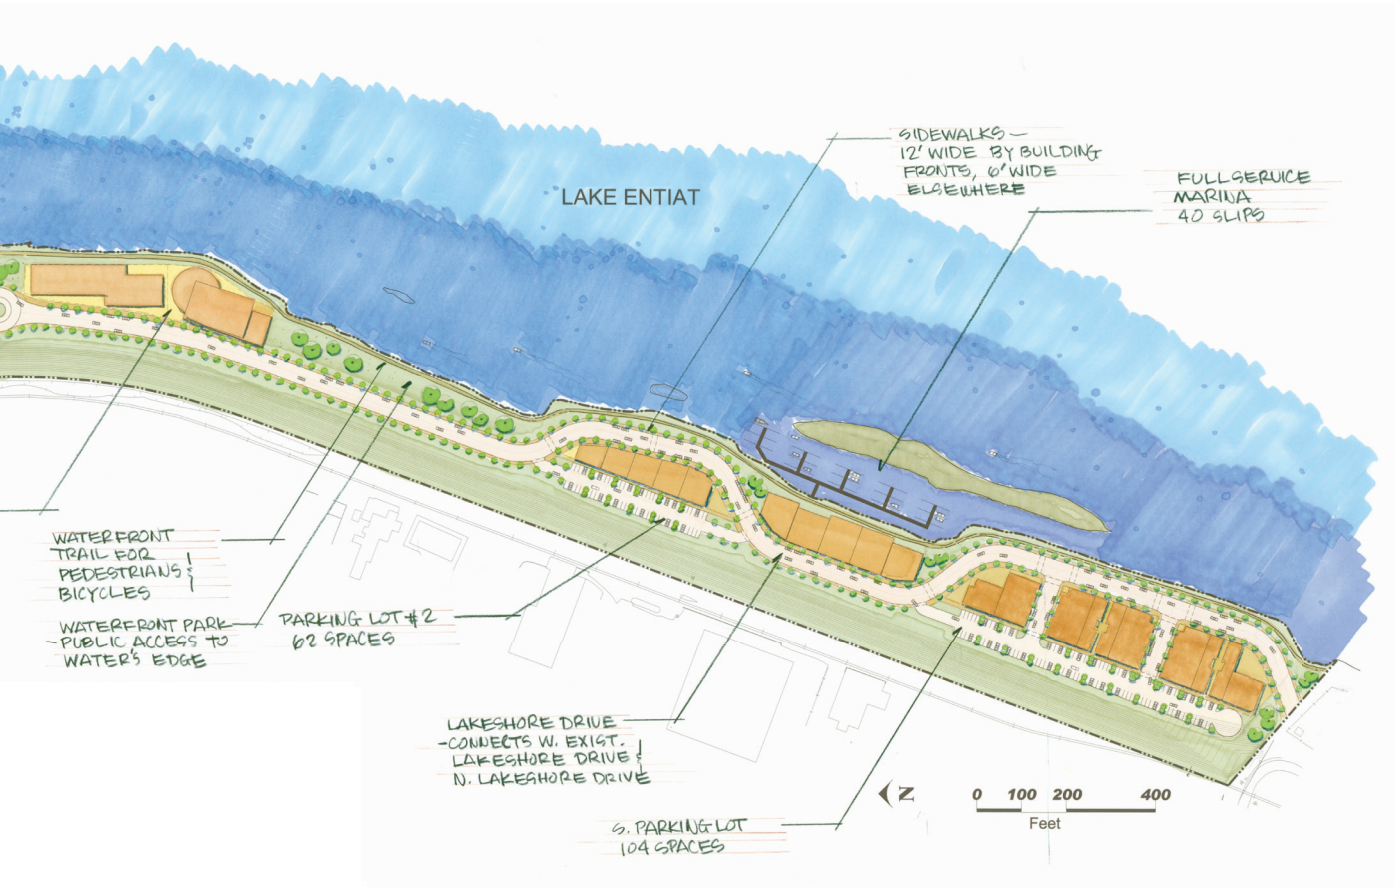 LAKE ENTIAT
SIDEWALKS –
12' WIDE BY BUILDING
FRONTS, 6' WIDE
ELSEWHERE
FULL SERVICE
MARINA
40 SLIPS
WATERFRONT
TRAIL FOR
PEDESTRIANS &
BICYCLES
WATERFRONT PARK
-PUBLIC ACCESS TO
WATER'S EDGE
PARKING LOT #2
62 SPACES
LAKESHORE DRIVE
-CONNECTS W. EXIST.
LAKESHORE DRIVE &
N. LAKESHORE DRIVE
S. PARKING LOT
104 SPACES
N
0 100 200 400
Feet